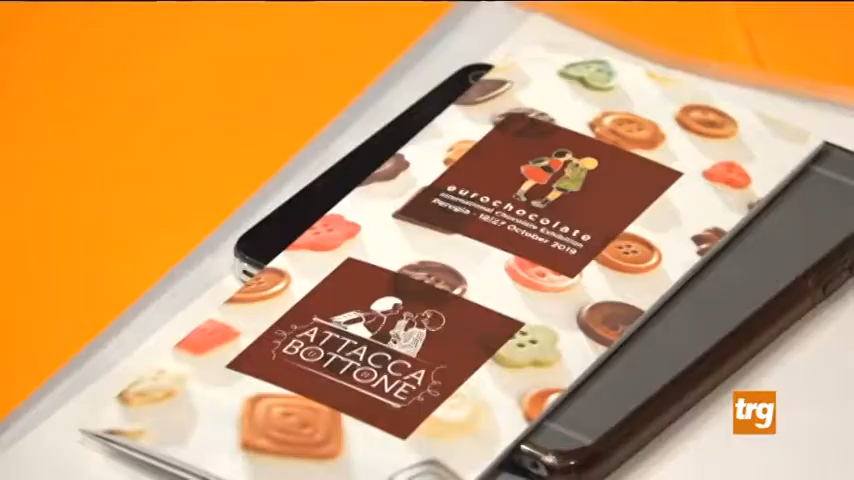 eurochocolate
International Chocolate Exhibition
Perugia - 18/27 October 2019
ATTACCA
BOTTONE
trg